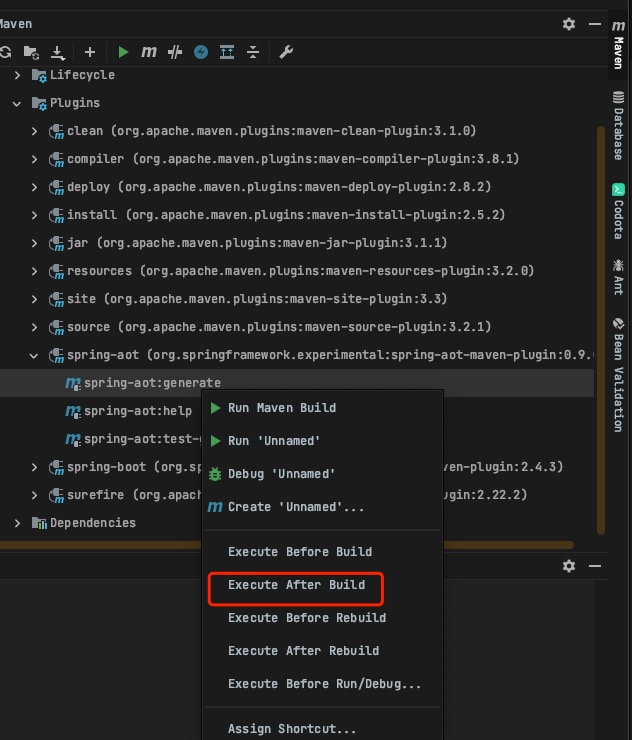 Maven
Lifecycle
Plugins
clean (org.apache.maven.plugins:maven-clean-plugin:3.1.0)
compiler (org.apache.maven.plugins:maven-compiler-plugin:3.8.1)
deploy (org.apache.maven.plugins:maven-deploy-plugin:2.8.2)
install (org.apache.maven.plugins:maven-install-plugin:2.5.2)
jar (org.apache.maven.plugins:maven-jar-plugin:3.1.1)
resources (org.apache.maven.plugins:maven-resources-plugin:3.2.0)
site (org.apache.maven.plugins:maven-site-plugin:3.3)
source (org.apache.maven.plugins:maven-source-plugin:3.2.1)
spring-aot (org.springframework.experimental:spring-aot-maven-plugin:0.9.
spring-aot:generate
spring-aot:help
spring-aot:test-
spring-boot (org.sp ven-plugin:2.4.3)
surefire (org.apac ugin:2.22.2)
Dependencies
Run Maven Build
Run 'Unnamed'
Debug 'Unnamed'
Create 'Unnamed'...
Execute Before Build
Execute After Build
Execute Before Rebuild
Execute After Rebuild
Execute Before Run/Debug...
Assign Shortcut...
Maven
Database
Codota
Ant
Bean Validation